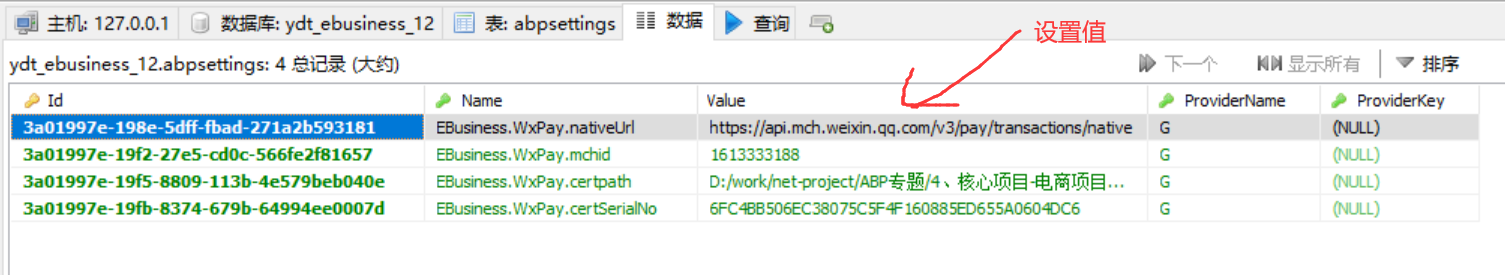 主机: 127.0.0.1 数据库: ydt_ebusiness_12 表: abpsettings 数据 查询
设置值
ydt_ebusiness_12.abpsettings: 4 总记录 (大约) 下一个 显示所有 排序
Id Name Value ProviderName ProviderKey
3a01997e-198e-5dff-fbad-271a2b593181 EBusiness.WxPay.nativeUrl https://api.mch.weixin.qq.com/v3/pay/transactions/native G (NULL)
3a01997e-19f2-27e5-cd0c-566fe2f81657 EBusiness.WxPay.mchid 1613333188 G (NULL)
3a01997e-19f5-8809-113b-4e579beb040e EBusiness.WxPay.certpath D:/work/net-project/ABP专题/4、核心项目-电商项目... G (NULL)
3a01997e-19fb-8374-679b-64994ee0007d EBusiness.WxPay.certSerialNo 6FC4BB506EC38075C5F4F160885ED655A0604DC6 G (NULL)